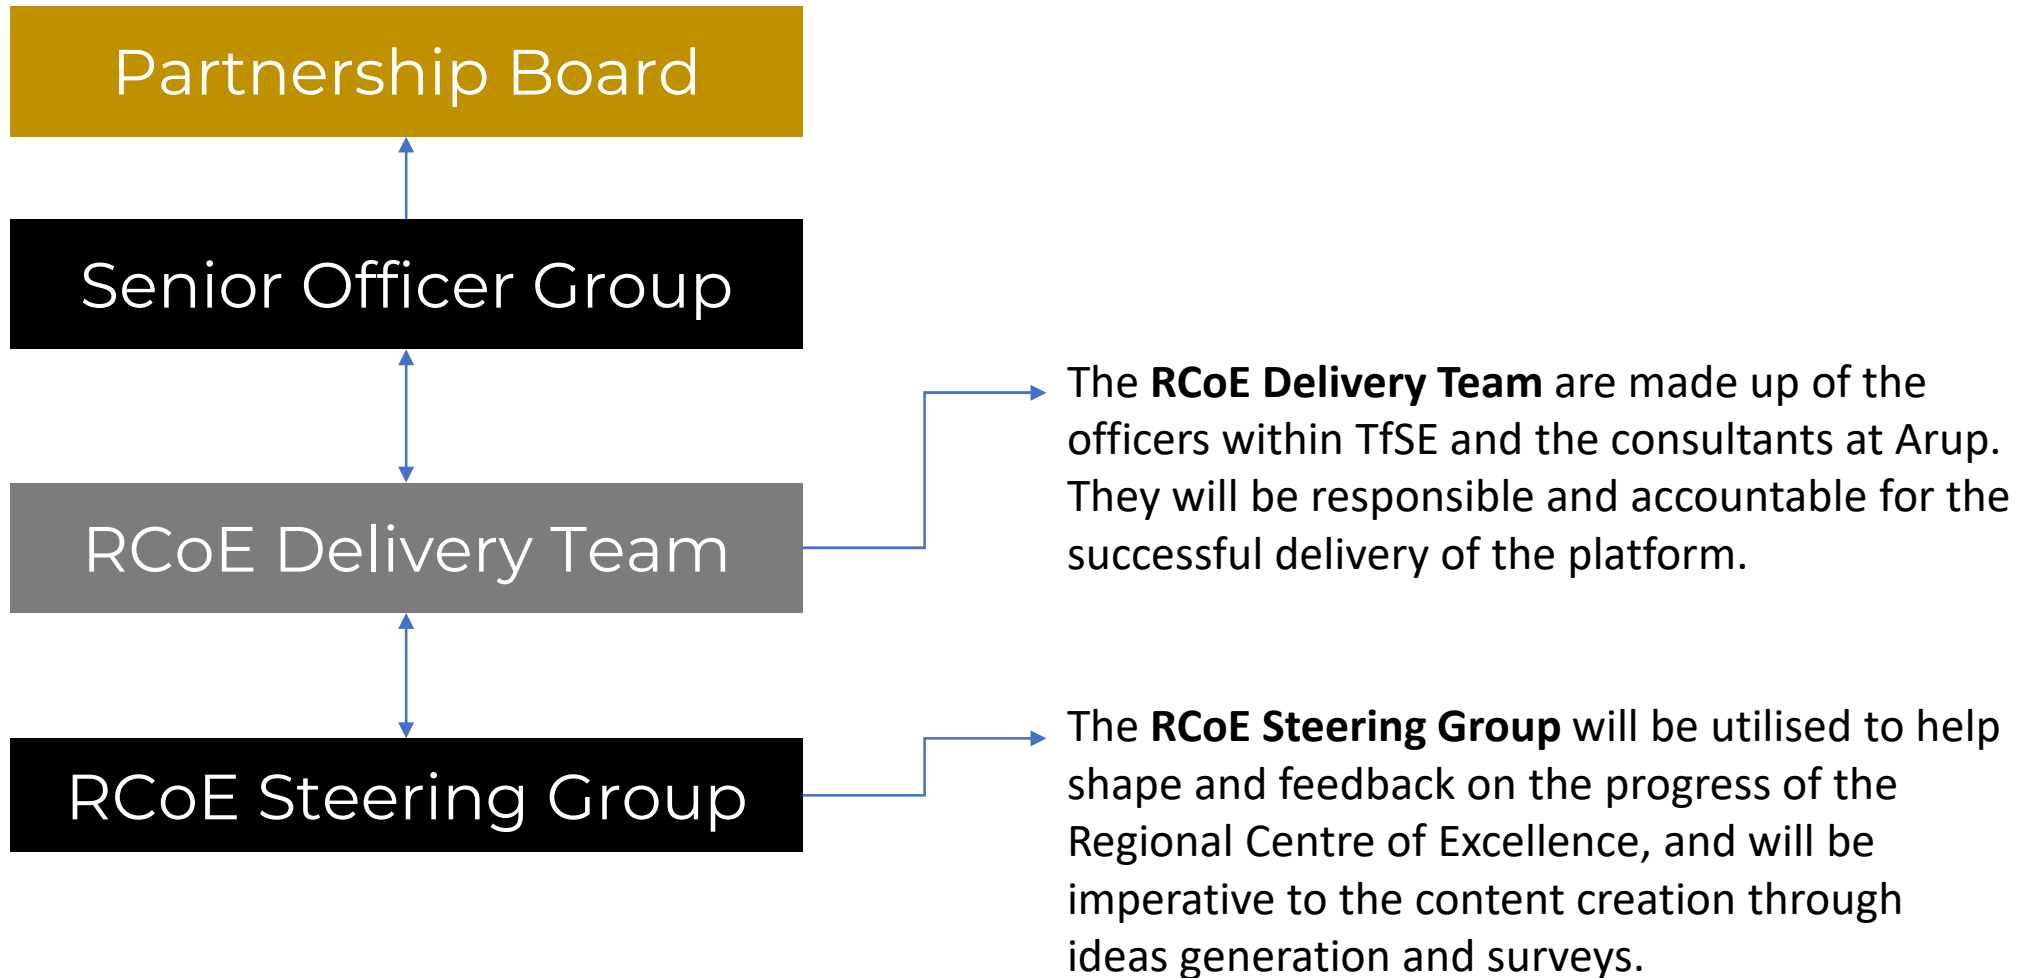 Partnership Board
Senior Officer Group
RCoE Delivery Team
RCoE Steering Group
The RCoE Delivery Team are made up of the
officers within TfSE and the consultants at Arup.
They will be responsible and accountable for the
successful delivery of the platform.
The RCoE Steering Group will be utilised to help
shape and feedback on the progress of the
Regional Centre of Excellence, and will be
imperative to the content creation through
ideas generation and surveys.